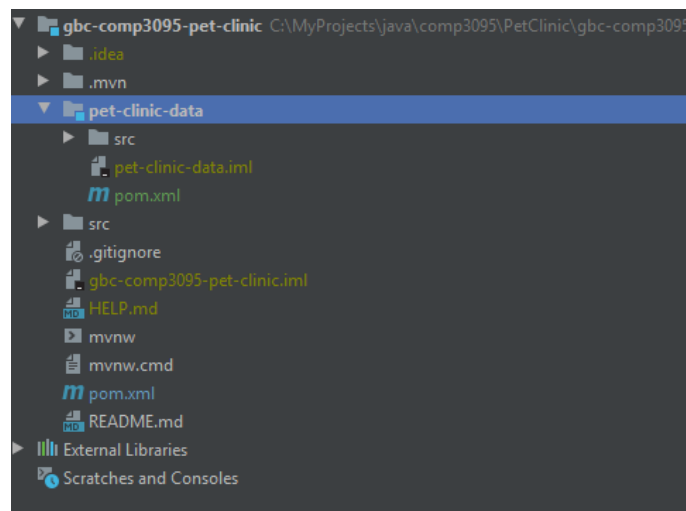 gbc-comp3095-pet-clinic C:\MyProjects\java\comp3095\PetClinic\gbc-comp3095
.idea
.mvn
pet-clinic-data
src
pet-clinic-data.iml
pom.xml
src
.gitignore
gbc-comp3095-pet-clinic.iml
HELP.md
mvnw
mvnw.cmd
pom.xml
README.md
External Libraries
Scratches and Consoles